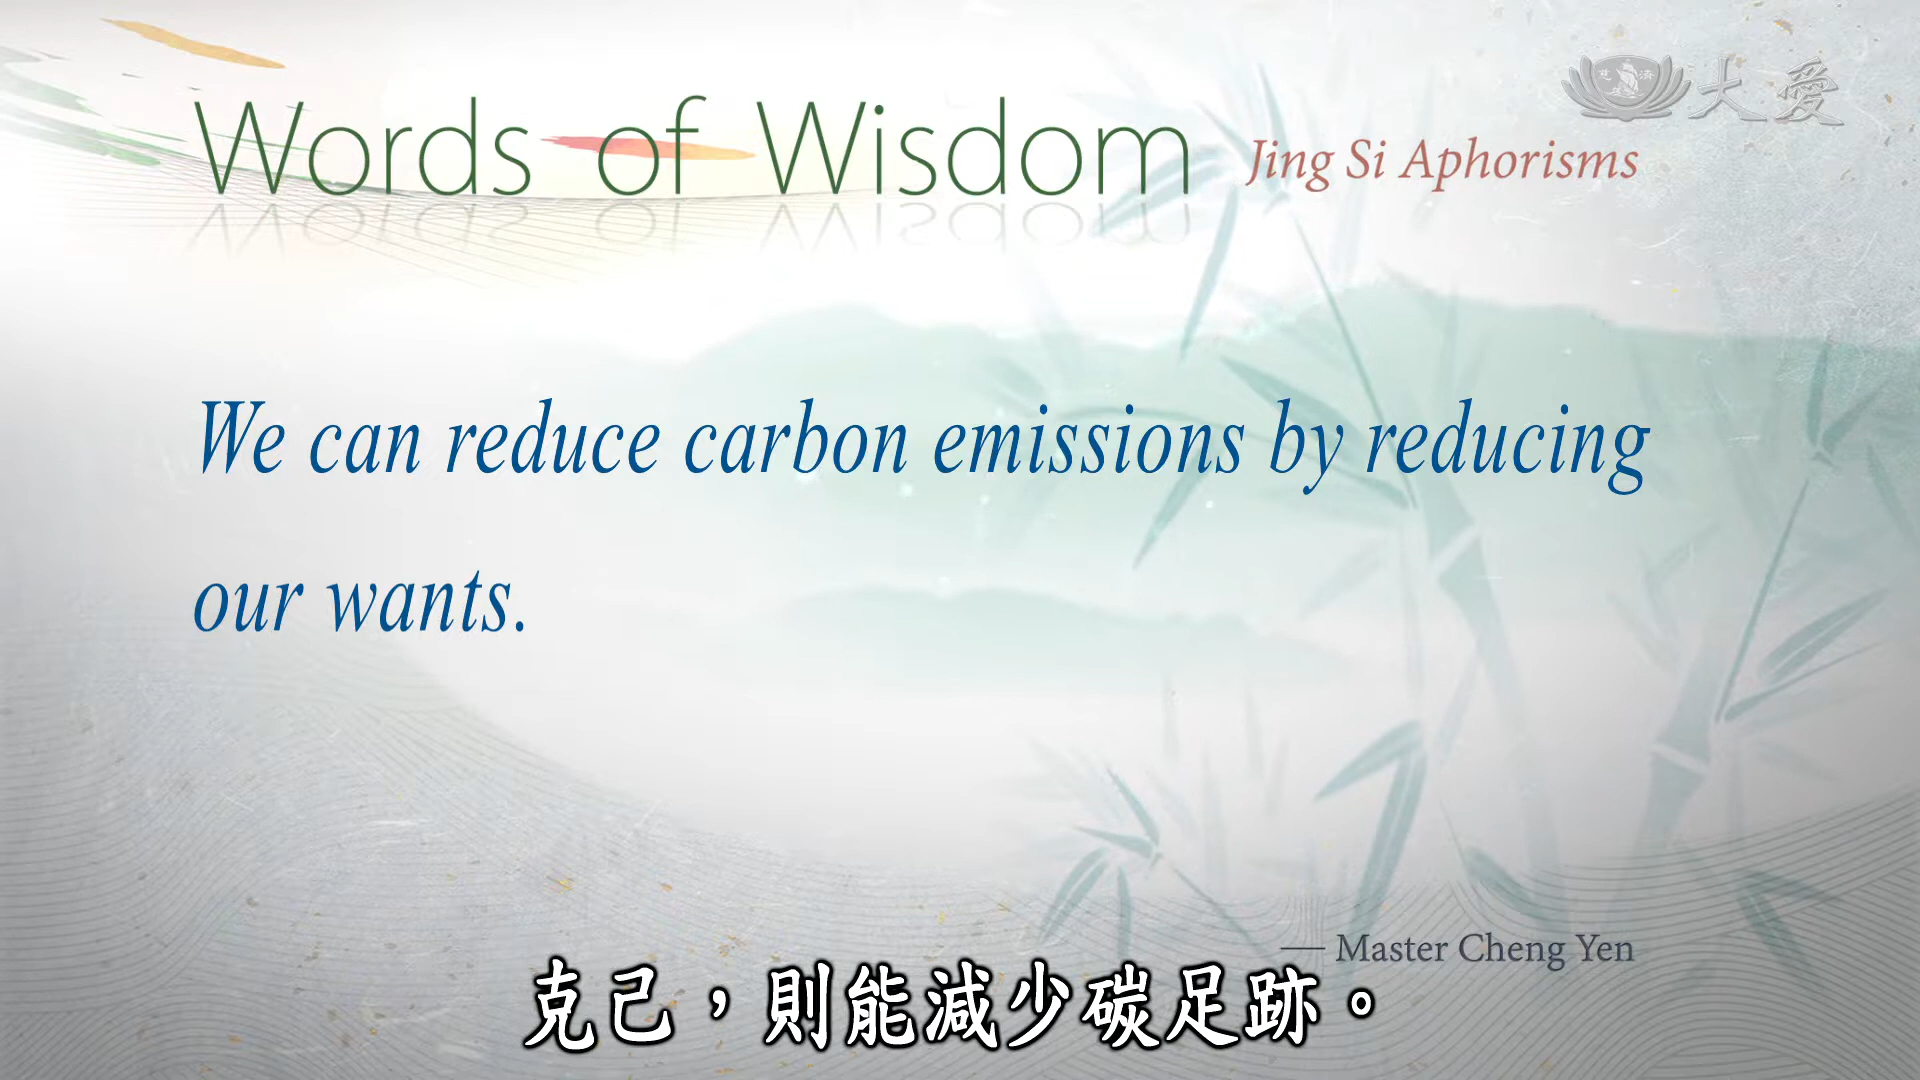 大愛
Words of Wisdom Jing Si Aphorisms
We can reduce carbon emissions by reducing
our wants.
— Master Cheng Yen
克己，則能減少碳足跡。